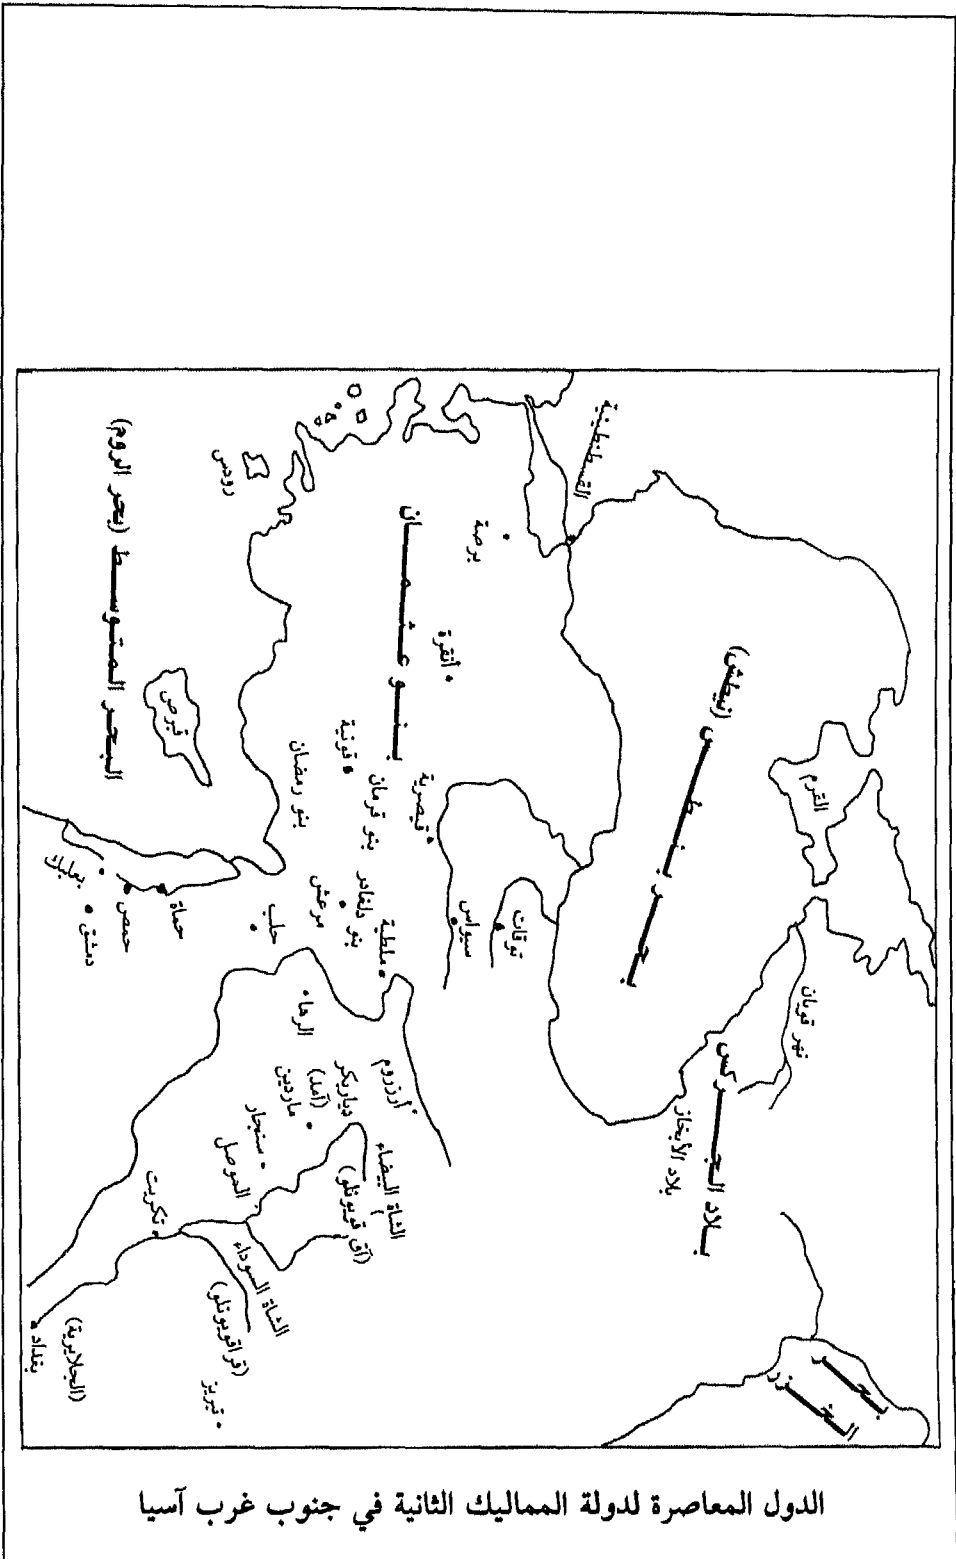 القسطنطينية
بحر بنطس (نيطش)
القرم
نهر قوبان
بلاد الجركس
بلاد الأبخاز
بحر
الخزر
برصة
أنقرة
بنو عثمان
قيصرية
قونية
بنو قرمان
بنو رمضان
توقات
سيواس
ملطية
بنو دلغادر
مرعش
حلب
رودس
قبرص
البحر المتوسط (بحر الروم)
حماة
حمص
بعلبك
دمشق
الرها
أرزروم
دياربكر
(آمد)
ماردين
سنجار
الموصل
تكريت
الشاة البيضاء
(آق قويونلو)
الشاة السوداء
(قراقويونلو)
تبريز
(الجلايرية)
بغداد
الدول المعاصرة لدولة المماليك الثانية في جنوب غرب آسيا